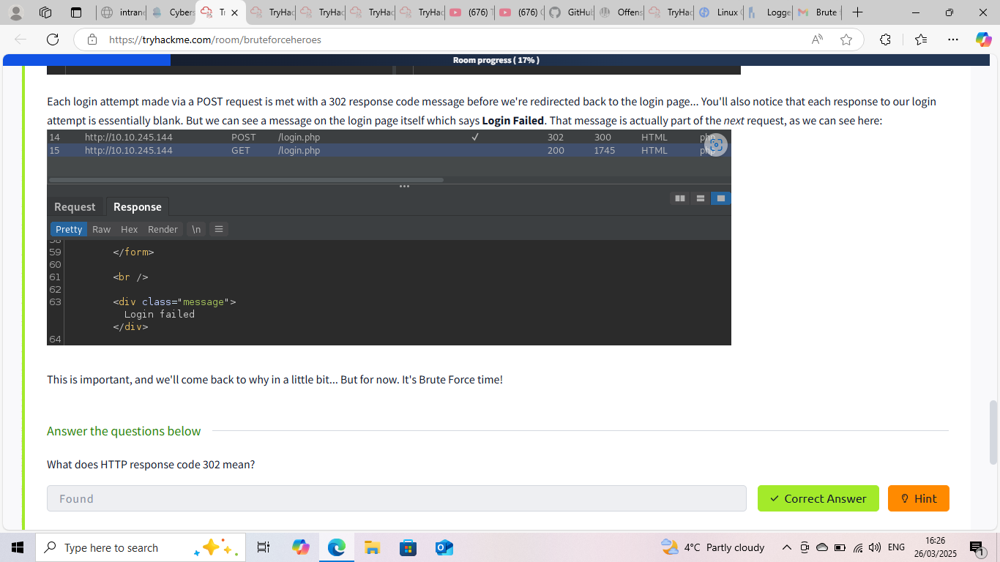 intrane
Cybers
Tr
TryHac
TryHac
TryHac
TryHac
(676) T
(676) C
GitHub
Offens
TryHac
Linux
Logge
Brute
https://tryhackme.com/room/bruteforceheroes
Room progress ( 17% )
Each login attempt made via a POST request is met with a 302 response code message before we're redirected back to the login page... You'll also notice that each response to our login
attempt is essentially blank. But we can see a message on the login page itself which says Login Failed. That message is actually part of the next request, as we can see here:
14 http://10.10.245.144 POST /login.php ✓ 302 300 HTML php
15 http://10.10.245.144 GET /login.php 200 1745 HTML php
Request Response
Pretty Raw Hex Render \n
58
59 </form>
60
61 <br />
62
63 <div class="message">
Login failed
</div>
64
This is important, and we'll come back to why in a little bit... But for now. It's Brute Force time!
Answer the questions below
What does HTTP response code 302 mean?
Found
Correct Answer
Hint
Type here to search
4°C Partly cloudy
ENG
16:26
26/03/2025
1